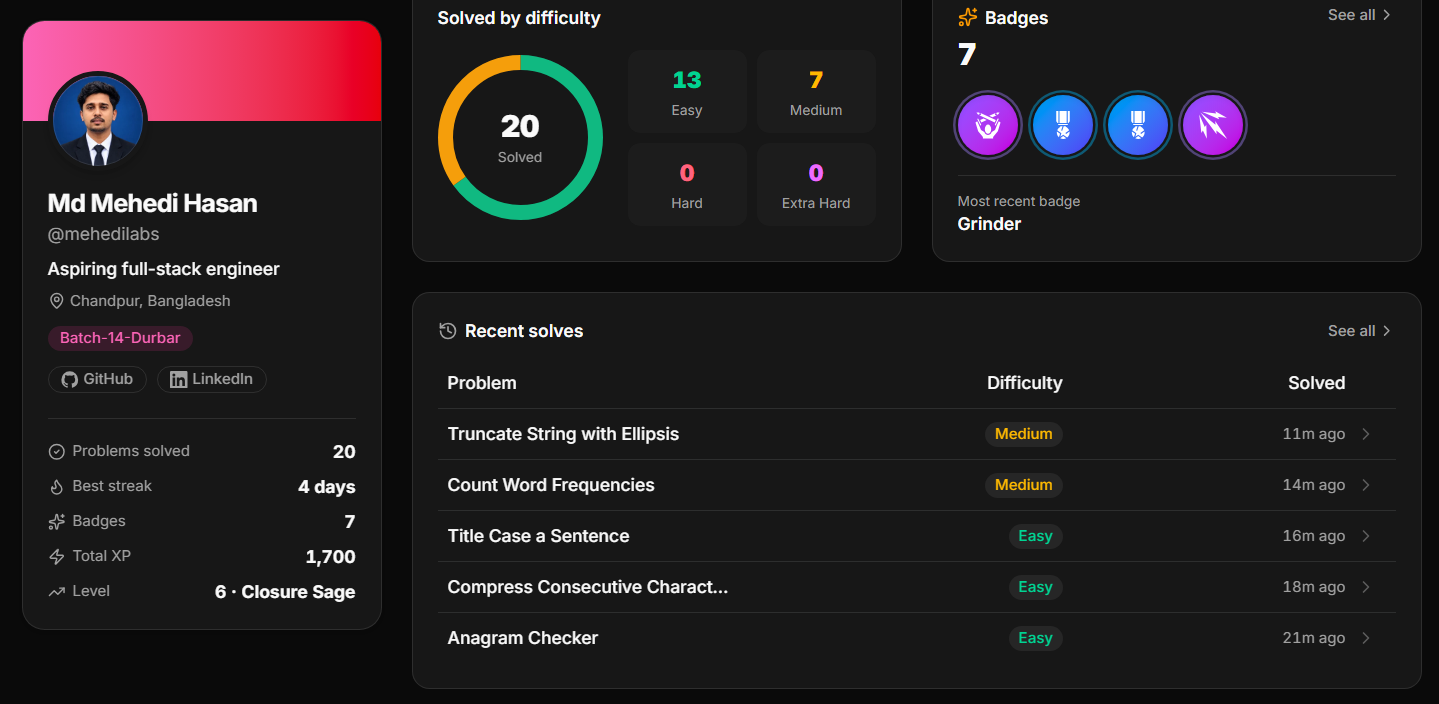 Md Mehedi Hasan
@mehedilabs
Aspiring full-stack engineer
Chandpur, Bangladesh
Batch-14-Durbar
GitHub
LinkedIn
Problems solved 20
Best streak 4 days
Badges 7
Total XP 1,700
Level 6 · Closure Sage
Solved by difficulty
20
Solved
13
Easy
7
Medium
0
Hard
0
Extra Hard
Badges
See all
7
Most recent badge
Grinder
Recent solves
See all
Problem Difficulty Solved
Truncate String with Ellipsis Medium 11m ago
Count Word Frequencies Medium 14m ago
Title Case a Sentence Easy 16m ago
Compress Consecutive Charact... Easy 18m ago
Anagram Checker Easy 21m ago